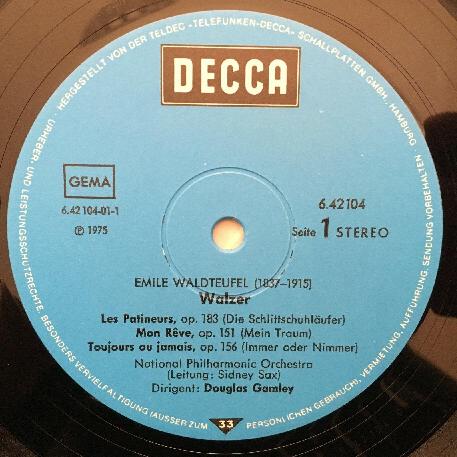 HERGESTELLT VON DER TELDEC »TELEFUNKEN-DECCA« SCHALLPLATTEN GMBH, HAMBURG
DECCA
GEMA
6.42104-01-1
℗ 1975
6.42104
Seite 1 STEREO
EMILE WALDTEUFEL (1837–1915)
Walzer
Les Patineurs, op. 183 (Die Schlittschuhläufer)
Mon Rêve, op. 151 (Mein Traum)
Toujours au jamais, op. 156 (Immer oder Nimmer)
National Philharmonic Orchestra
(Leitung: Sidney Sax)
Dirigent: Douglas Gamley
33
URHEBER- UND LEISTUNGSSCHUTZRECHTE, BESONDERS VERVIELFÄLTIGUNG (AUSSER ZUM PERSÖNLICHEN GEBRAUCH), VERMIETUNG, AUFFÜHRUNG, SENDUNG VORBEHALTEN